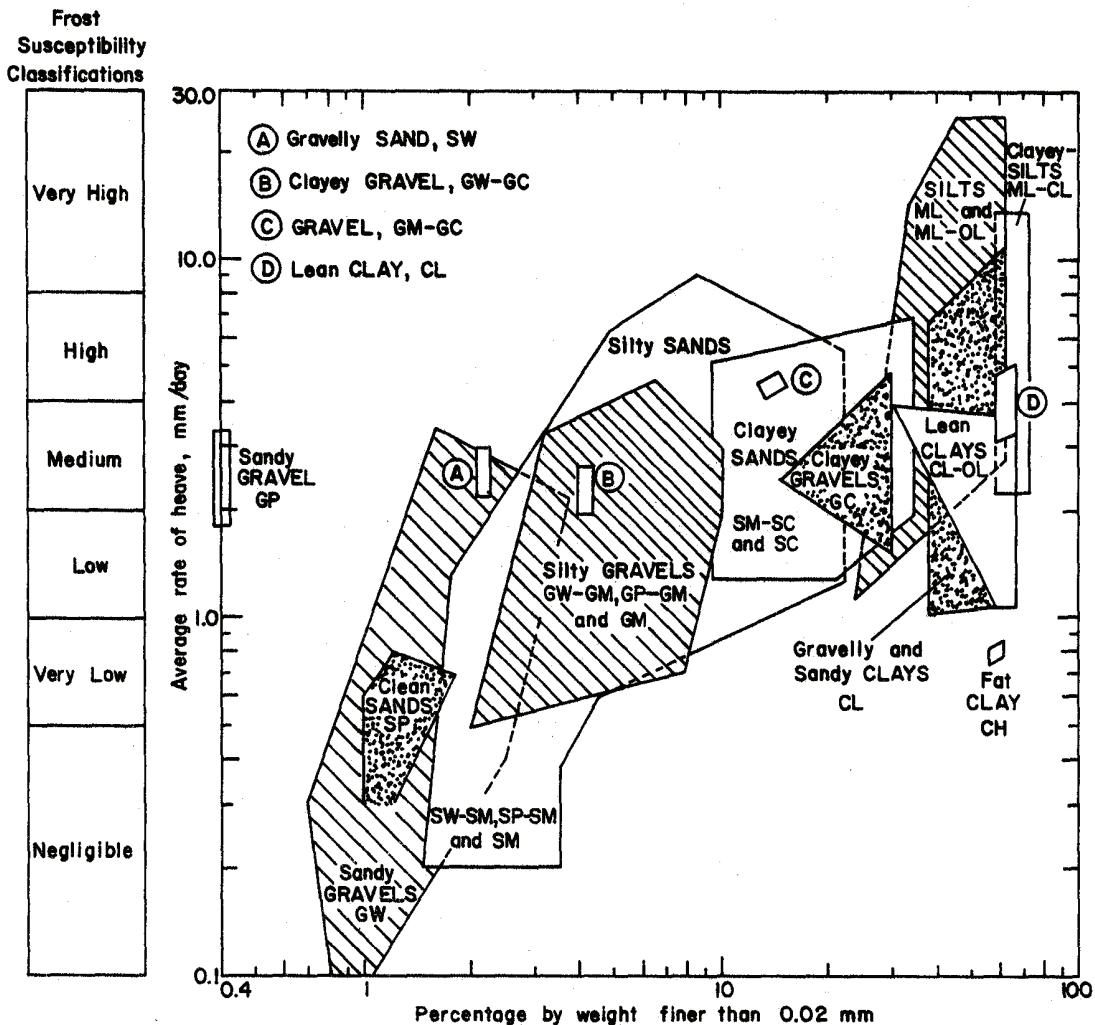 Frost
Susceptibility
Classifications
Very High
High
Medium
Low
Very Low
Negligible
Average rate of heave, mm/day
30.0
10.0
1.0
0.1
0.4
1
10
100
Percentage by weight finer than 0.02 mm
A Gravelly SAND, SW
B Clayey GRAVEL, GW-GC
C GRAVEL, GM-GC
D Lean CLAY, CL
Clayey-
SILTS
ML-CL
SILTS
ML and
ML-OL
Silty SANDS
C
D
Clayey
SANDS
SM-SC
and SC
Clayey
GRAVELS
GC
Lean
CLAYS
CL-OL
Sandy
GRAVEL
GP
A
B
Silty GRAVELS
GW-GM, GP-GM
and GM
Clean
SANDS
SP
Gravelly and
Sandy CLAYS
CL
Fat
CLAY
CH
SW-SM, SP-SM
and SM
Sandy
GRAVELS
GW